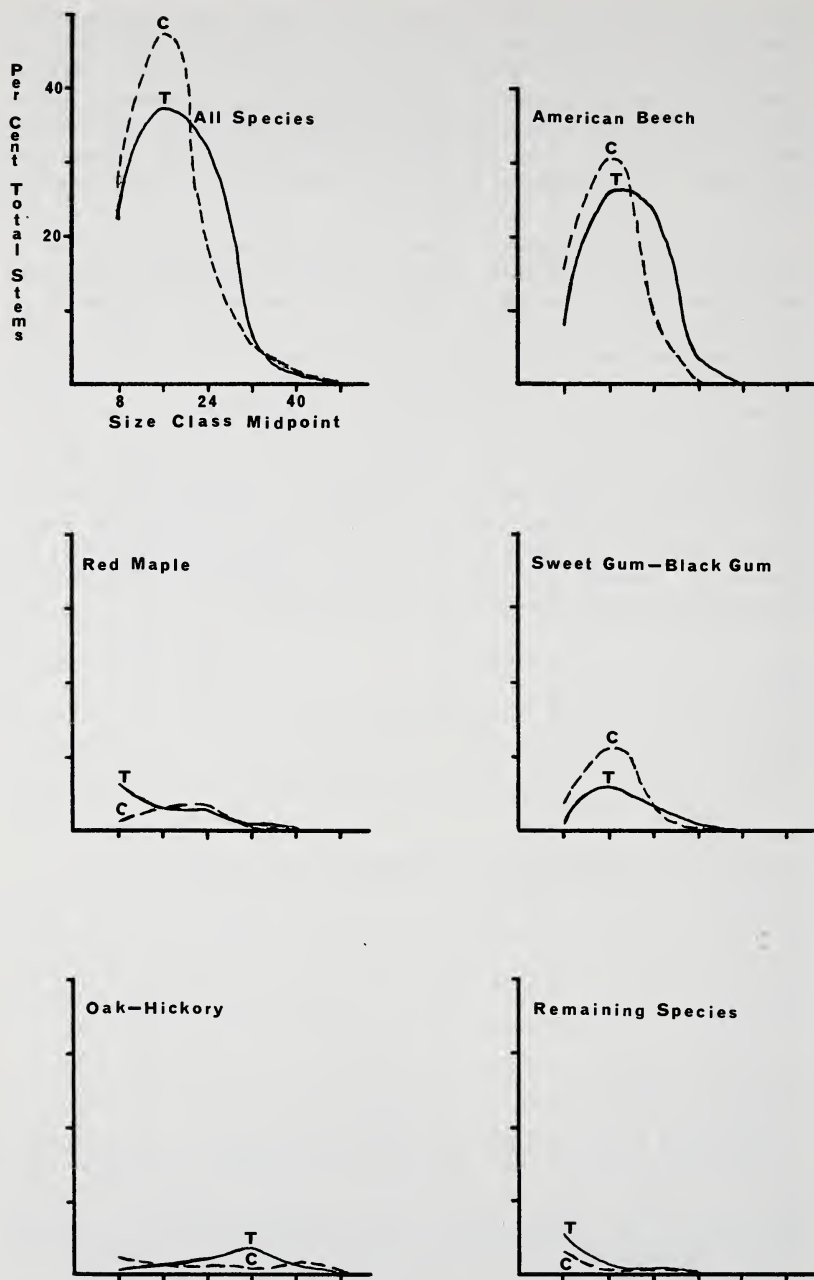 Per Cent Total Stems
40
20
C
T
All Species
8 24 40
Size Class Midpoint
American Beech
C
T
Red Maple
T
C
Sweet Gum—Black Gum
C
T
Oak—Hickory
T
C
Remaining Species
T
C